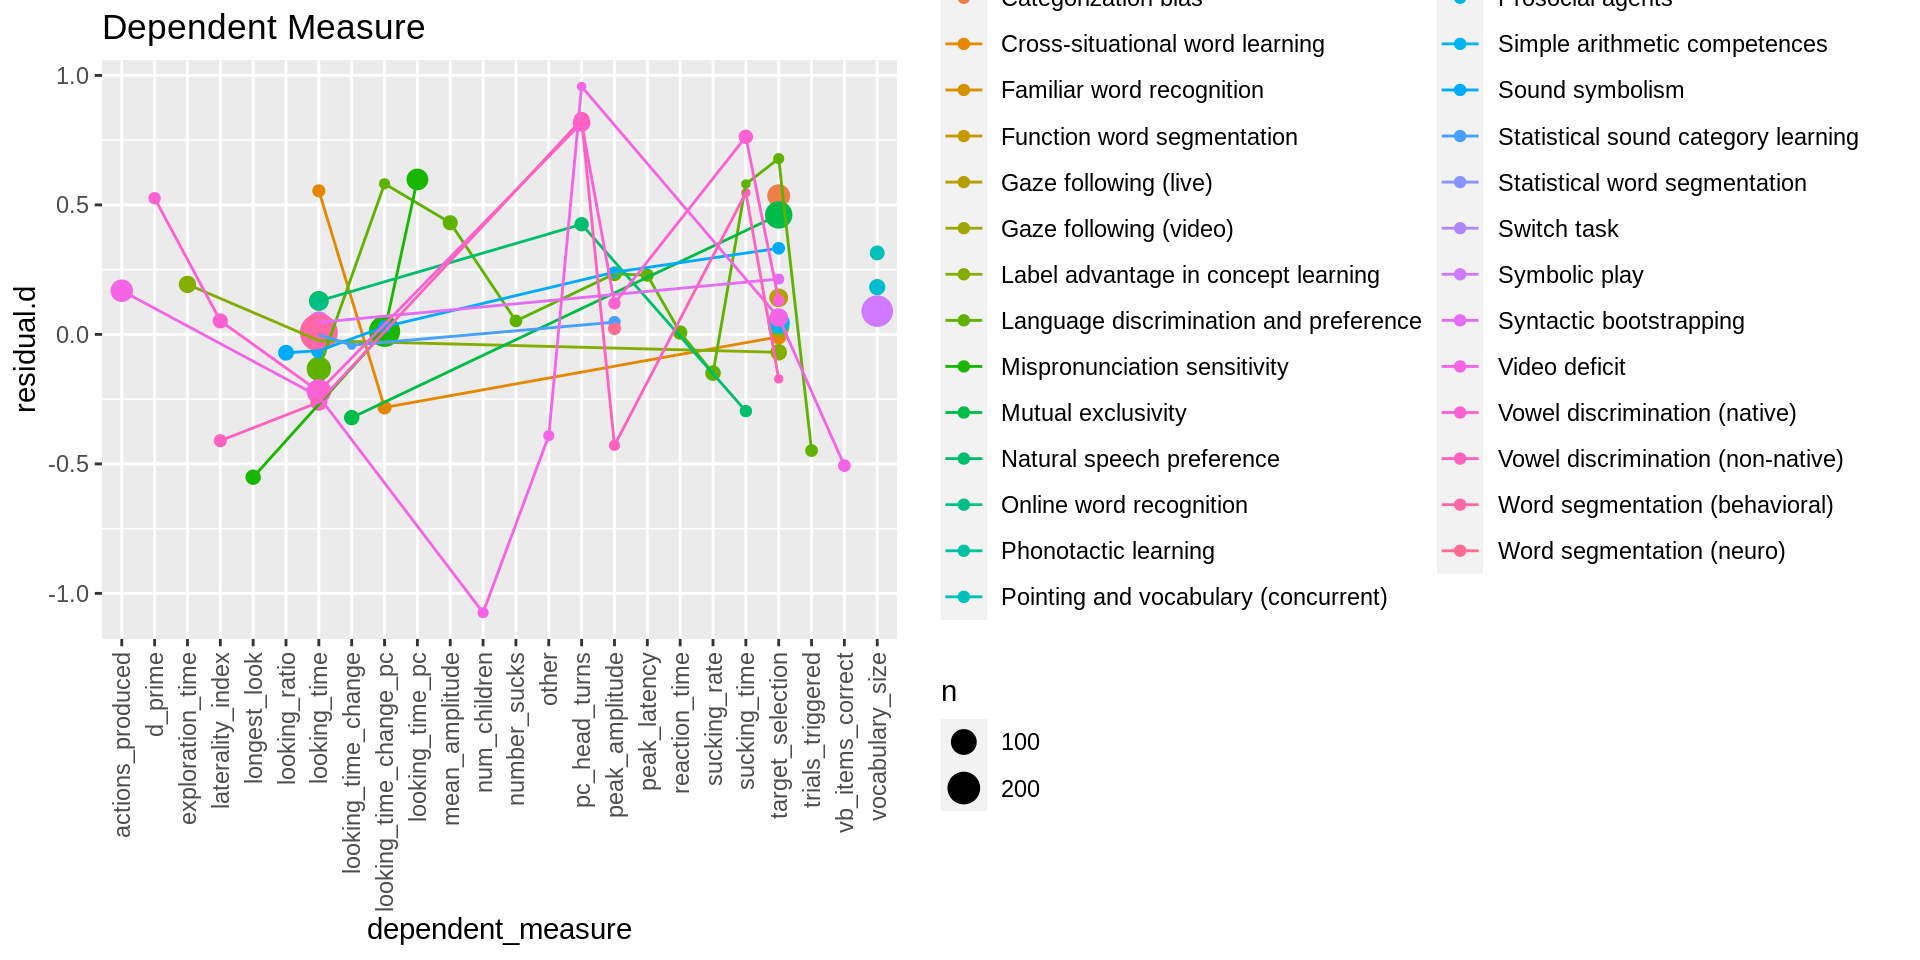 Dependent Measure
1.0
0.5
0.0
-0.5
-1.0
residual.d
actions_produced
d_prime
exploration_time
laterality_index
longest_look
looking_ratio
looking_time
looking_time_change
looking_time_change_pc
looking_time_pc
mean_amplitude
num_children
number_sucks
other
pc_head_turns
peak_amplitude
peak_latency
reaction_time
sucking_rate
sucking_time
target_selection
trials_triggered
vb_items_correct
vocabulary_size
dependent_measure
Categorization bias
Cross-situational word learning
Familiar word recognition
Function word segmentation
Gaze following (live)
Gaze following (video)
Label advantage in concept learning
Language discrimination and preference
Mispronunciation sensitivity
Mutual exclusivity
Natural speech preference
Online word recognition
Phonotactic learning
Pointing and vocabulary (concurrent)
Prosocial agents
Simple arithmetic competences
Sound symbolism
Statistical sound category learning
Statistical word segmentation
Switch task
Symbolic play
Syntactic bootstrapping
Video deficit
Vowel discrimination (native)
Vowel discrimination (non-native)
Word segmentation (behavioral)
Word segmentation (neuro)
n
100
200